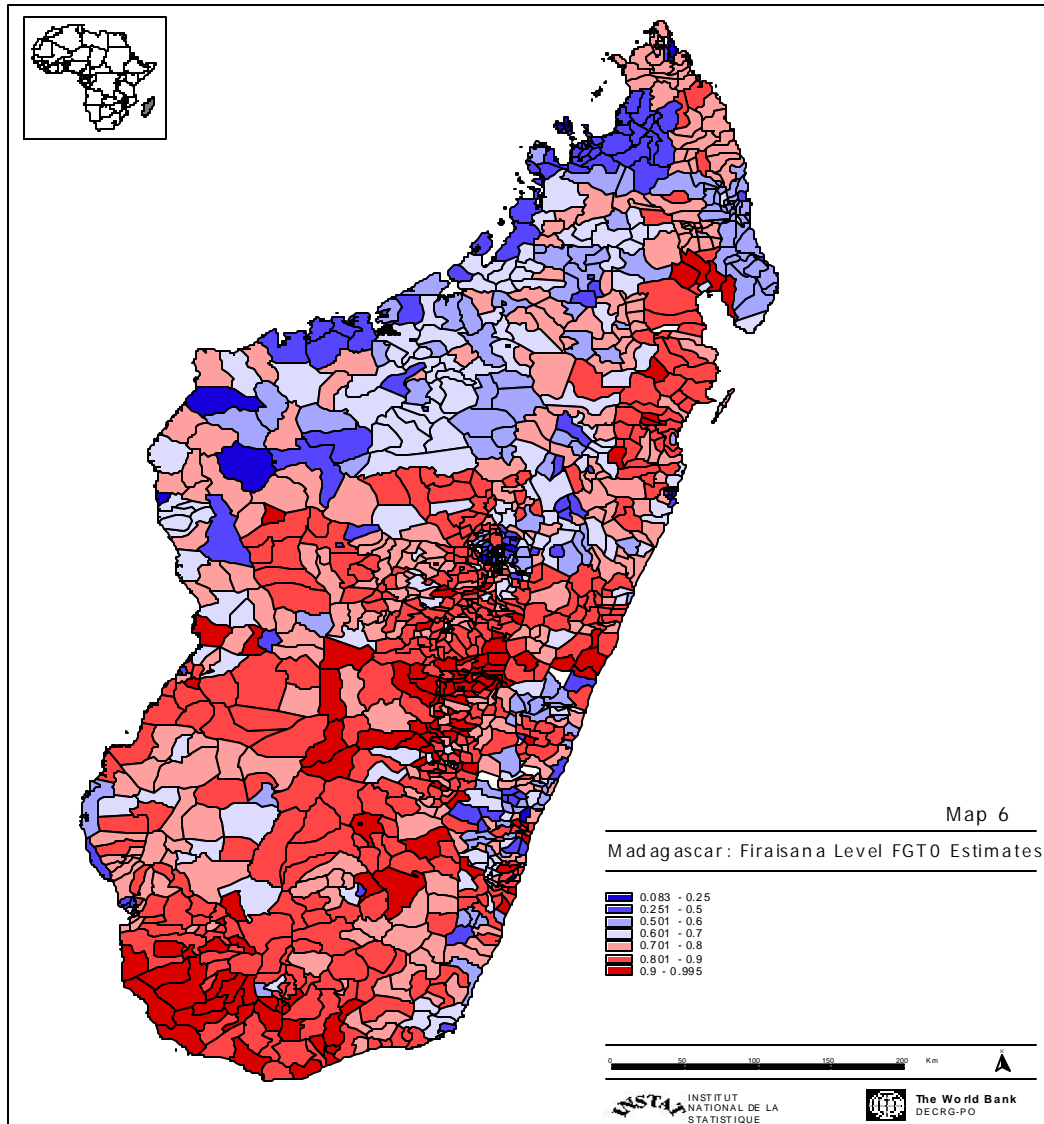 Map 6
Madagascar: Firaisana Level FGT0 Estimates
0.083 - 0.25
0.251 - 0.5
0.501 - 0.6
0.601 - 0.7
0.701 - 0.8
0.801 - 0.9
0.9 - 0.995
0 50 100 150 200 Km
N
INSTAT
INSTITUT
NATIONAL DE LA
STATISTIQUE
The World Bank
DECRG-PO